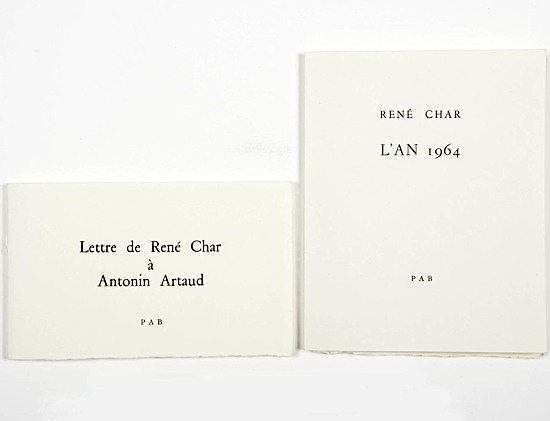 Lettre de René Char
à
Antonin Artaud
PAB
RENÉ CHAR
L'AN 1964
PAB